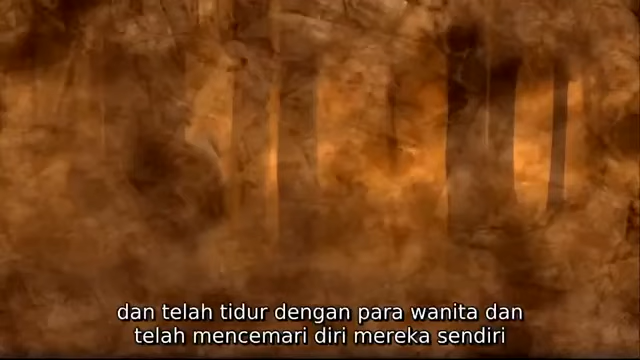 dan telah tidur dengan para wanita dan
telah mencemari diri mereka sendiri